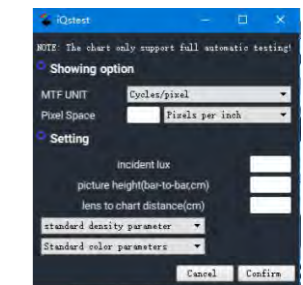 iQstest
NOTE: The chart only support full automatic testing!
Showing option
MTF UNIT Cycles/pixel
Pixel Space Pixels per inch
Setting
incident lux
picture height(bar-to-bar,cm)
lens to chart distance(cm)
standard density parameter
Standard color parameters
Cancel Confirm